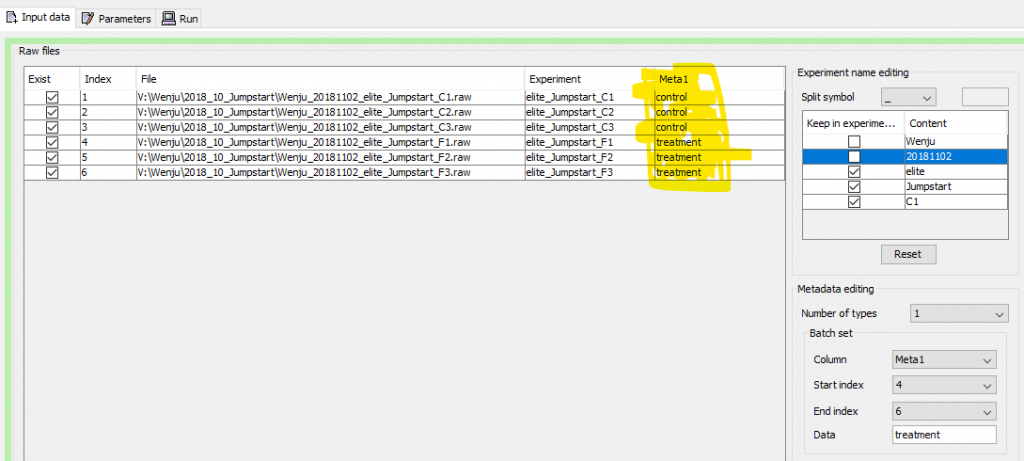 Input data Parameters Run
Raw files
Exist Index File Experiment Meta1
1 V:\Wenju\2018_10_Jumpstart\Wenju_20181102_elite_Jumpstart_C1.raw elite_Jumpstart_C1 control
2 V:\Wenju\2018_10_Jumpstart\Wenju_20181102_elite_Jumpstart_C2.raw elite_Jumpstart_C2 control
3 V:\Wenju\2018_10_Jumpstart\Wenju_20181102_elite_Jumpstart_C3.raw elite_Jumpstart_C3 control
4 V:\Wenju\2018_10_Jumpstart\Wenju_20181102_elite_Jumpstart_F1.raw elite_Jumpstart_F1 treatment
5 V:\Wenju\2018_10_Jumpstart\Wenju_20181102_elite_Jumpstart_F2.raw elite_Jumpstart_F2 treatment
6 V:\Wenju\2018_10_Jumpstart\Wenju_20181102_elite_Jumpstart_F3.raw elite_Jumpstart_F3 treatment
Experiment name editing
Split symbol _
Keep in experime... Content
Wenju
20181102
elite
Jumpstart
C1
Reset
Metadata editing
Number of types 1
Batch set
Column Meta1
Start index 4
End index 6
Data treatment